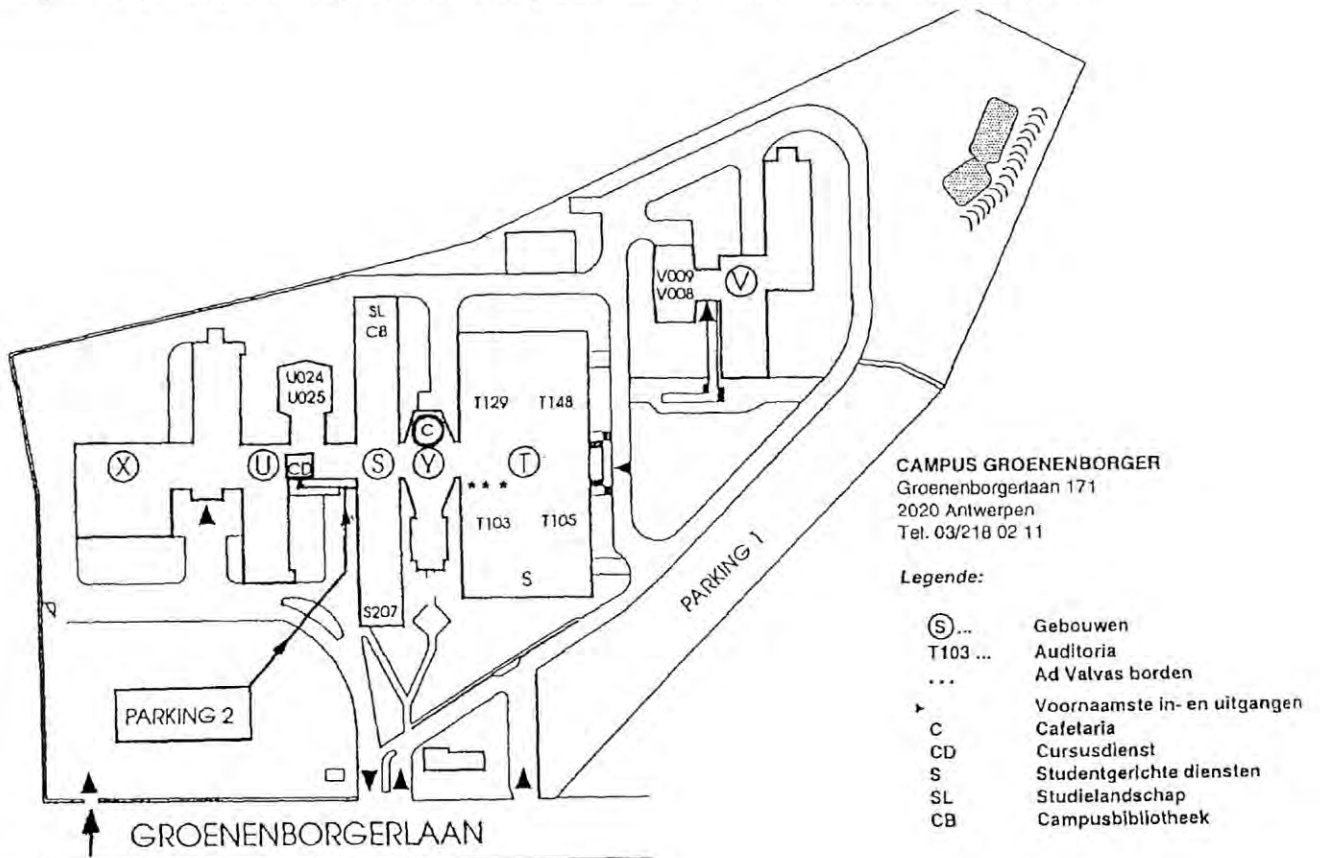 V009
V008
V
SL
CB
U024
U025
C
T129 T148
X
U
CD
S
Y
T
* * *
T103 T105
S
S207
PARKING 1
PARKING 2
GROENENBORGERLAAN
CAMPUS GROENENBORGER
Groenenborgerlaan 171
2020 Antwerpen
Tel. 03/218 02 11
Legende:
S ... Gebouwen
T103 ... Auditoria
... Ad Valvas borden
Voornaamste in- en uitgangen
C Cafetaria
CD Cursusdienst
S Studentgerichte diensten
SL Studielandschap
CB Campusbibliotheek